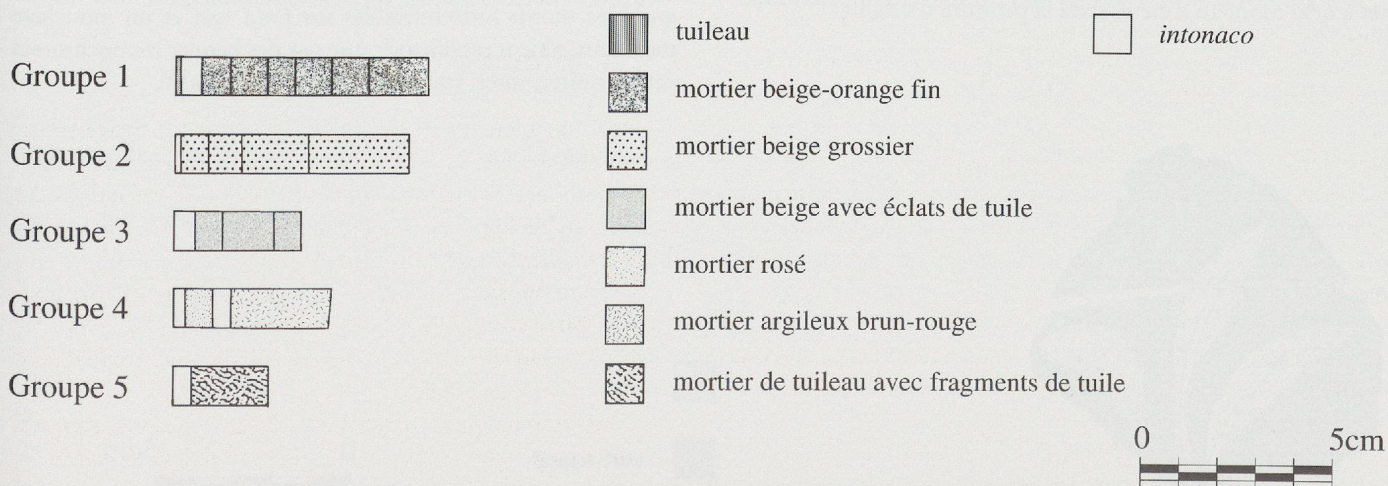 Groupe 1
Groupe 2
Groupe 3
Groupe 4
Groupe 5
tuileau
mortier beige-orange fin
mortier beige grossier
mortier beige avec éclats de tuile
mortier rosé
mortier argileux brun-rouge
mortier de tuileau avec fragments de tuile
intonaco
0 5cm